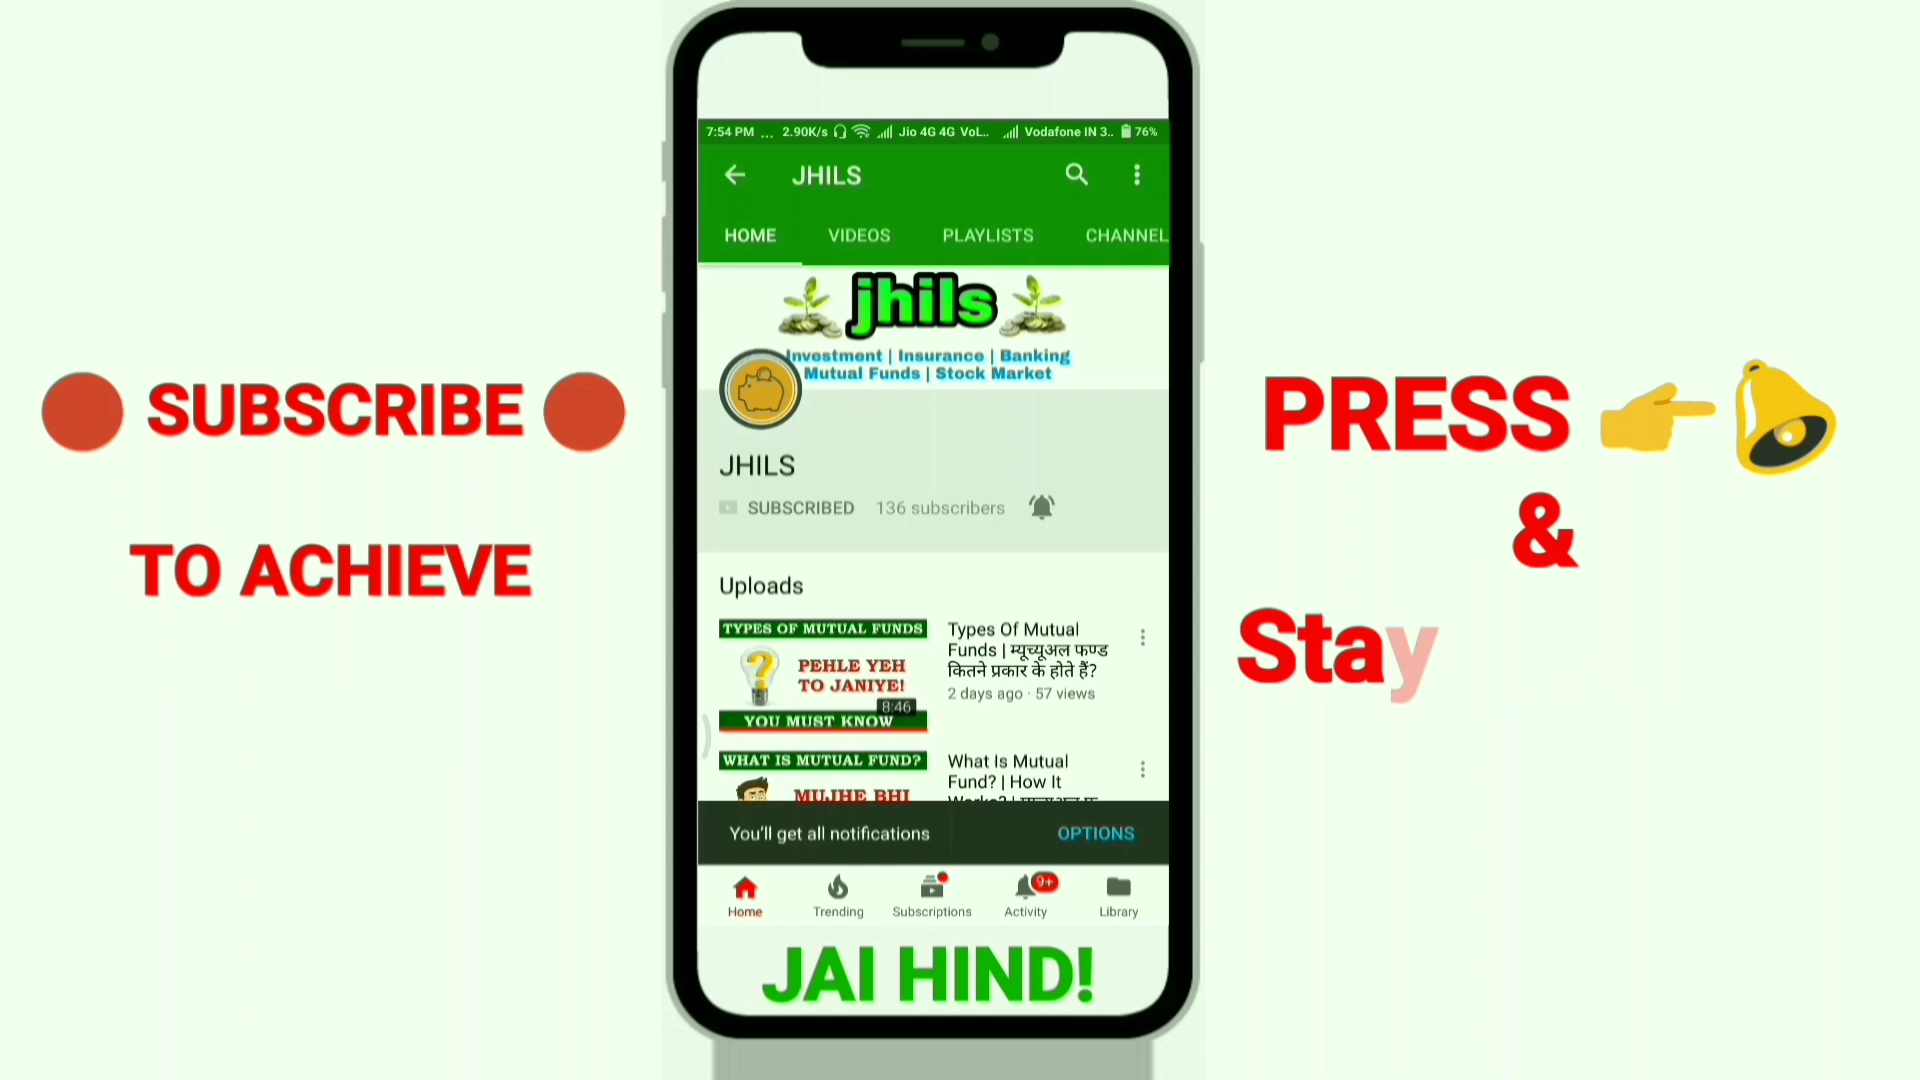 SUBSCRIBE
TO ACHIEVE
7:54 PM ... 2.90K/s Jio 4G 4G VoL.. Vodafone IN 3.. 76%
JHILS
HOME VIDEOS PLAYLISTS CHANNEL
jhils
Investment | Insurance | Banking
Mutual Funds | Stock Market
JHILS
SUBSCRIBED 136 subscribers
Uploads
TYPES OF MUTUAL FUNDS
PEHLE YEH
TO JANIYE!
8:46
YOU MUST KNOW
Types Of Mutual
Funds | म्यूच्यूअल फण्ड
कितने प्रकार के होते हैं?
2 days ago · 57 views
WHAT IS MUTUAL FUND?
MUJHE BHI
What Is Mutual
Fund? | How It
Works? |
You'll get all notifications OPTIONS
9+
Home Trending Subscriptions Activity Library
JAI HIND!
PRESS
&
Stay